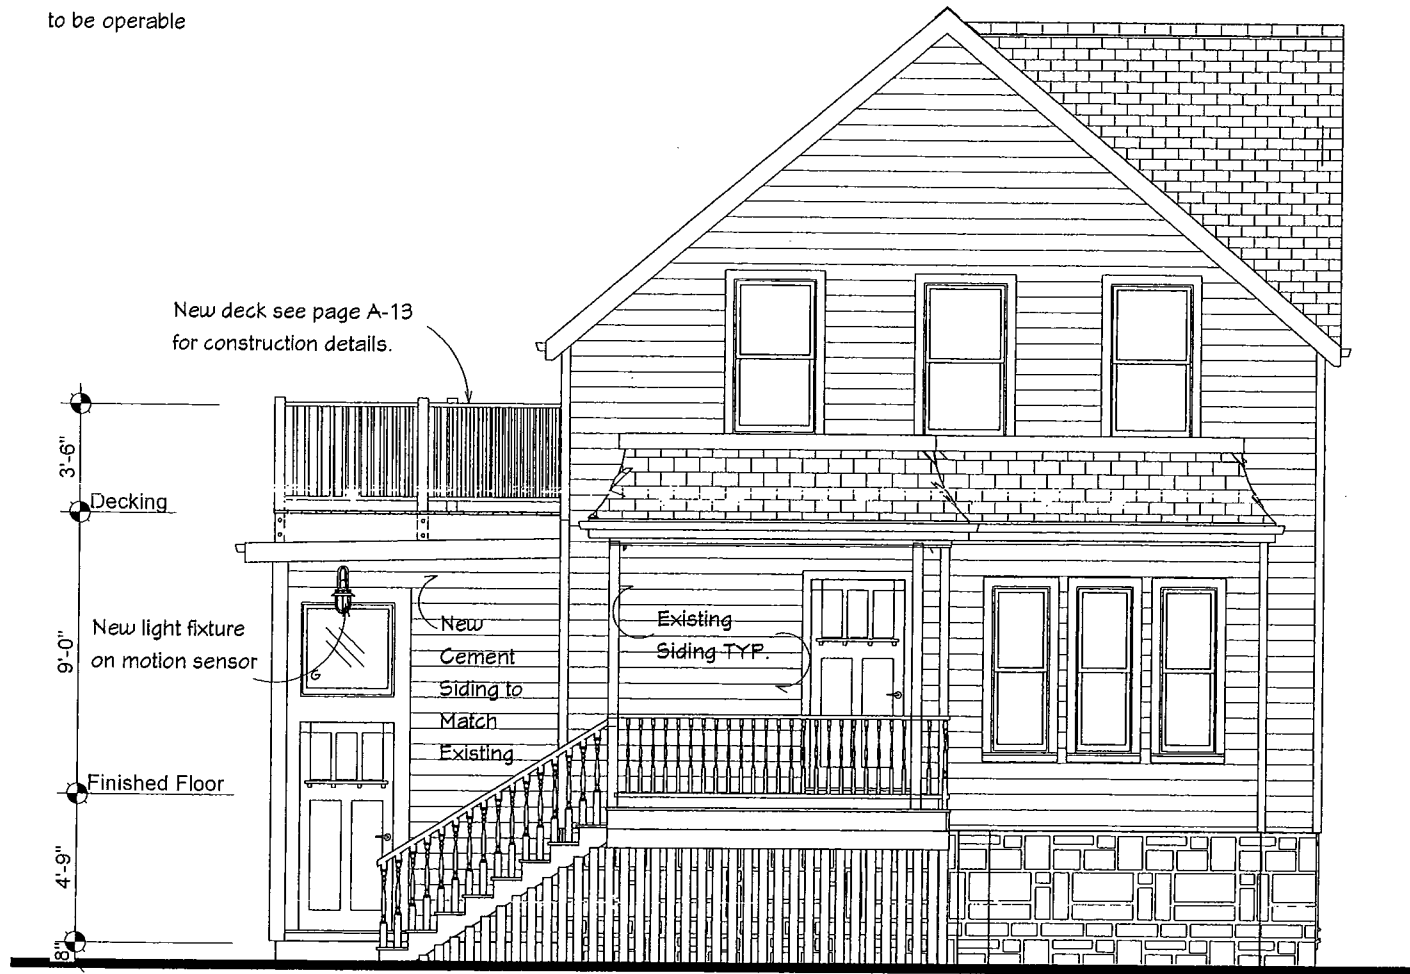 to be operable
New deck see page A-13
for construction details.
3'-6"
Decking
New light fixture
on motion sensor
G
9'-0"
New
Cement
Siding to
Match
Existing
Existing
Siding TYP.
Finished Floor
4'-9"
8"